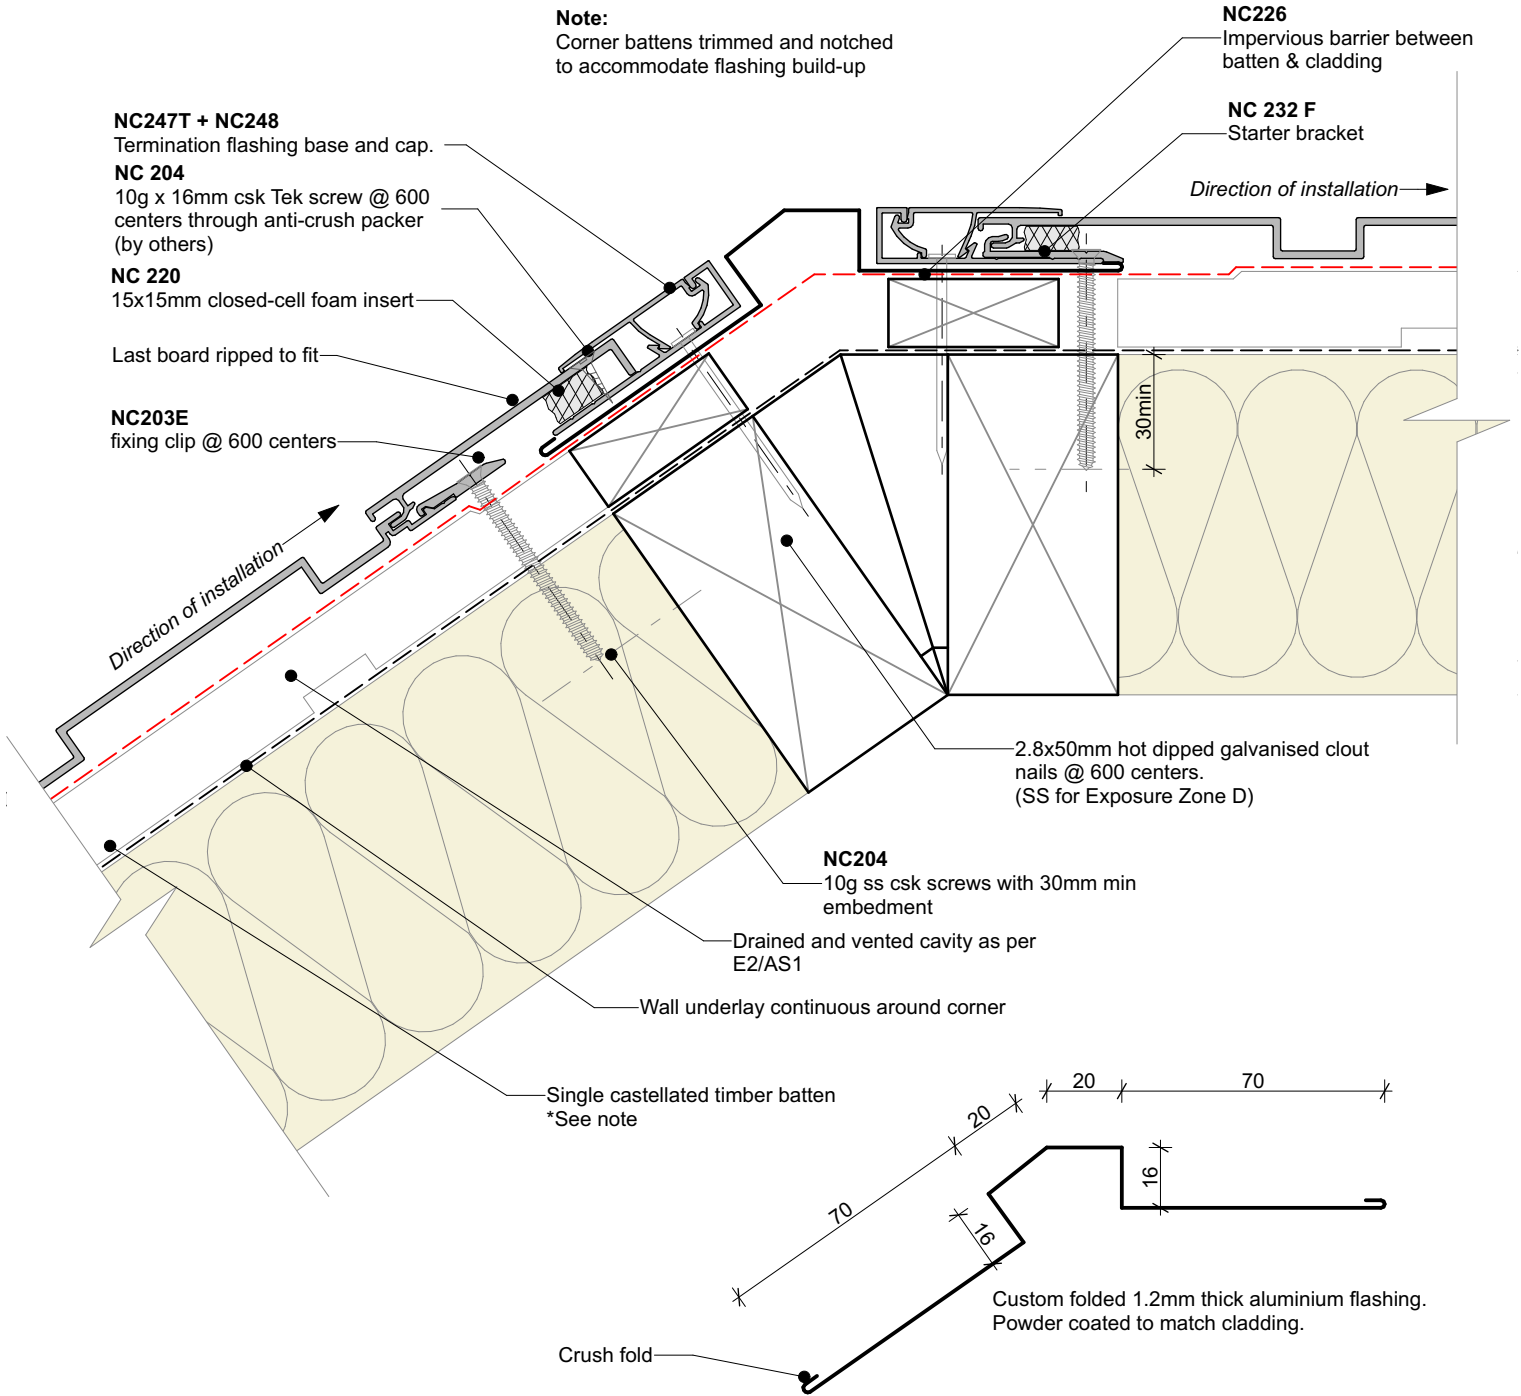 Note:
Corner battens trimmed and notched
to accommodate flashing build-up
NC226
Impervious barrier between
batten & cladding
NC247T + NC248
Termination flashing base and cap.
NC 232 F
Starter bracket
NC 204
10g x 16mm csk Tek screw @ 600
centers through anti-crush packer
(by others)
Direction of installation
NC 220
15x15mm closed-cell foam insert
Last board ripped to fit
NC203E
fixing clip @ 600 centers
30min
Direction of installation
2.8x50mm hot dipped galvanised clout
nails @ 600 centers.
(SS for Exposure Zone D)
NC204
10g ss csk screws with 30mm min
embedment
Drained and vented cavity as per
E2/AS1
Wall underlay continuous around corner
Single castellated timber batten
*See note
20
70
20
70
16
16
Custom folded 1.2mm thick aluminium flashing.
Powder coated to match cladding.
Crush fold